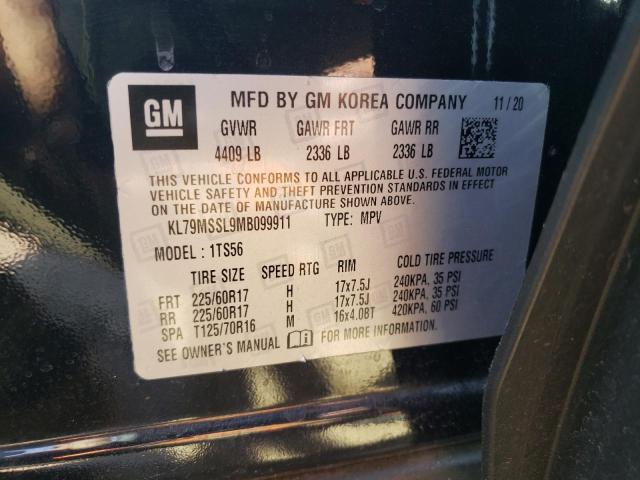 GM MFD BY GM KOREA COMPANY 11/20
GVWR GAWR FRT GAWR RR
4409 LB 2336 LB 2336 LB
THIS VEHICLE CONFORMS TO ALL APPLICABLE U.S. FEDERAL MOTOR
VEHICLE SAFETY AND THEFT PREVENTION STANDARDS IN EFFECT
ON THE DATE OF MANUFACTURE SHOWN ABOVE.
KL79MSSL9MB099911 TYPE: MPV
MODEL: 1TS56
TIRE SIZE SPEED RTG RIM COLD TIRE PRESSURE
FRT 225/60R17 H 17x7.5J 240KPA, 35 PSI
RR 225/60R17 H 17x7.5J 240KPA, 35 PSI
SPA T125/70R16 M 16x4.0BT 420KPA, 60 PSI
SEE OWNER'S MANUAL FOR ADDITIONAL INFORMATION